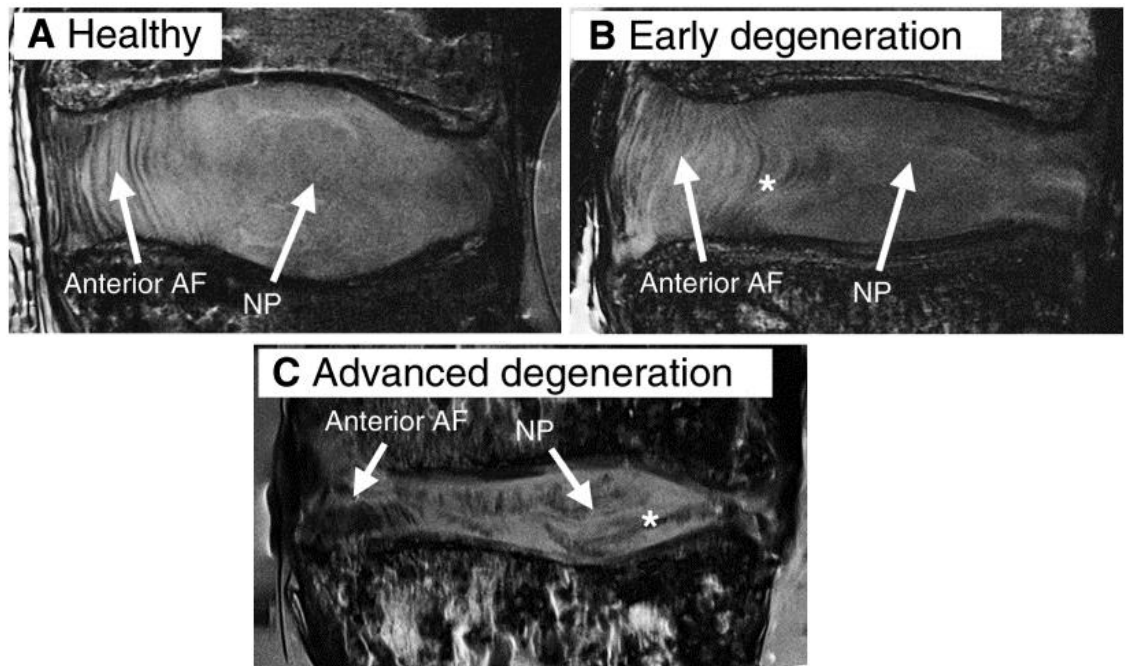 A Healthy
Anterior AF
NP
B Early degeneration
*
Anterior AF
NP
C Advanced degeneration
Anterior AF
NP
*